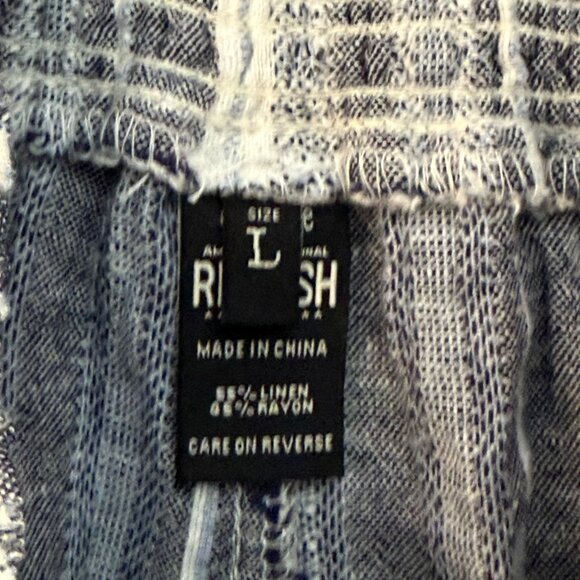 SIZE
L
MADE IN CHINA
55% LINEN
45% RAYON
CARE ON REVERSE